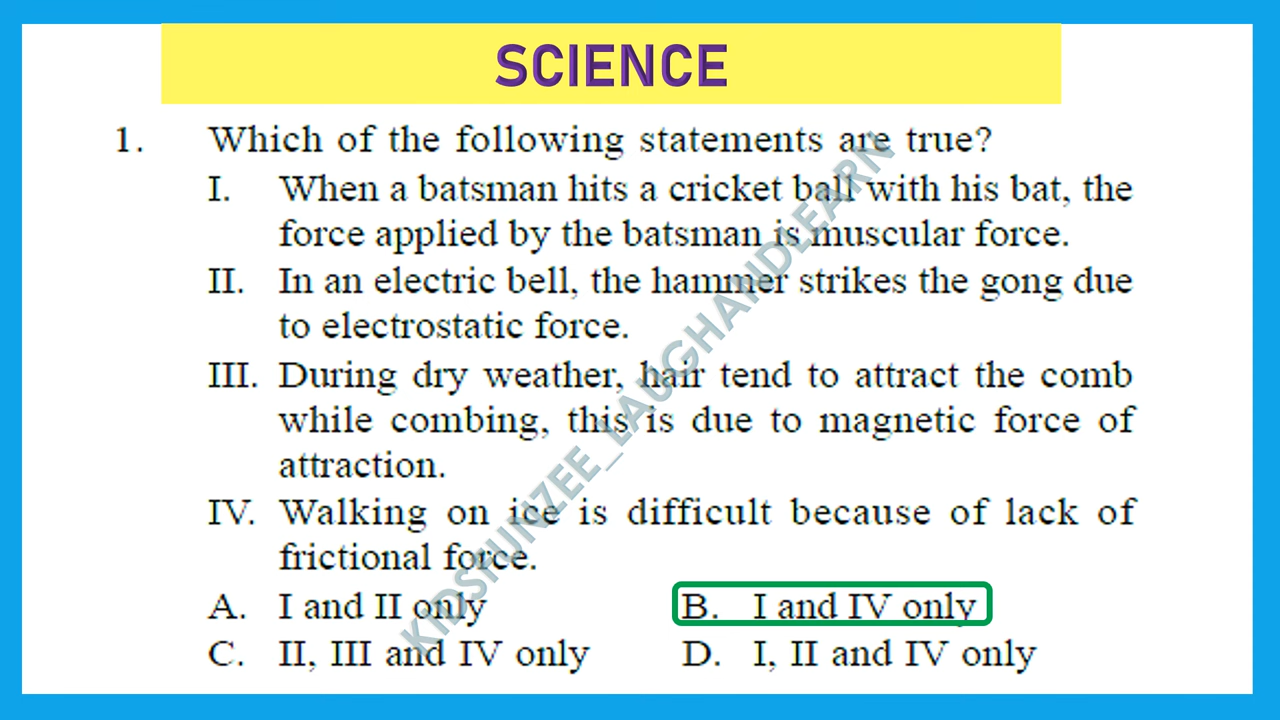 SCIENCE
1. Which of the following statements are true?
I. When a batsman hits a cricket ball with his bat, the
force applied by the batsman is muscular force.
II. In an electric bell, the hammer strikes the gong due
to electrostatic force.
III. During dry weather, hair tend to attract the comb
while combing, this is due to magnetic force of
attraction.
IV. Walking on ice is difficult because of lack of
frictional force.
A. I and II only B. I and IV only
C. II, III and IV only D. I, II and IV only
KIDSFUNZEE_LAUGHANDLEARN